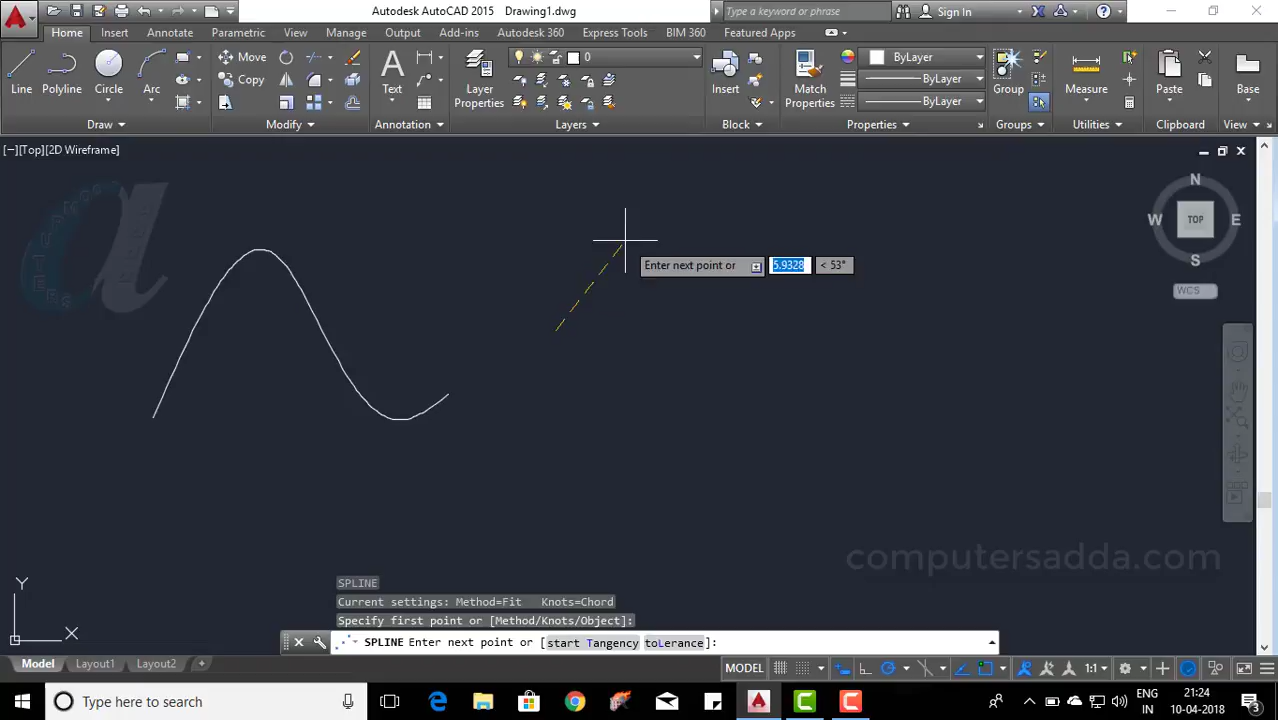 Autodesk AutoCAD 2015 Drawing1.dwg
Type a keyword or phrase
Sign In
Home Insert Annotate Parametric View Manage Output Add-ins Autodesk 360 Express Tools BIM 360 Featured Apps
Line
Polyline
Circle
Arc
Move
Copy
Text
Layer
Properties
0
Insert
Match
Properties
ByLayer
ByLayer
ByLayer
Group
Measure
Paste
Base
Draw
Modify
Annotation
Layers
Block
Properties
Groups
Utilities
Clipboard
View
[−][Top][2D Wireframe]
N
W
TOP
E
S
WCS
Enter next point or
5.9328
< 53°
computersadda.com
Y
X
SPLINE
Current settings: Method=Fit Knots=Chord
Specify first point or [Method/Knots/Object]:
SPLINE Enter next point or [start Tangency toLerance]:
Model Layout1 Layout2 +
MODEL
1:1
Type here to search
ENG
IN
21:24
10-04-2018
3